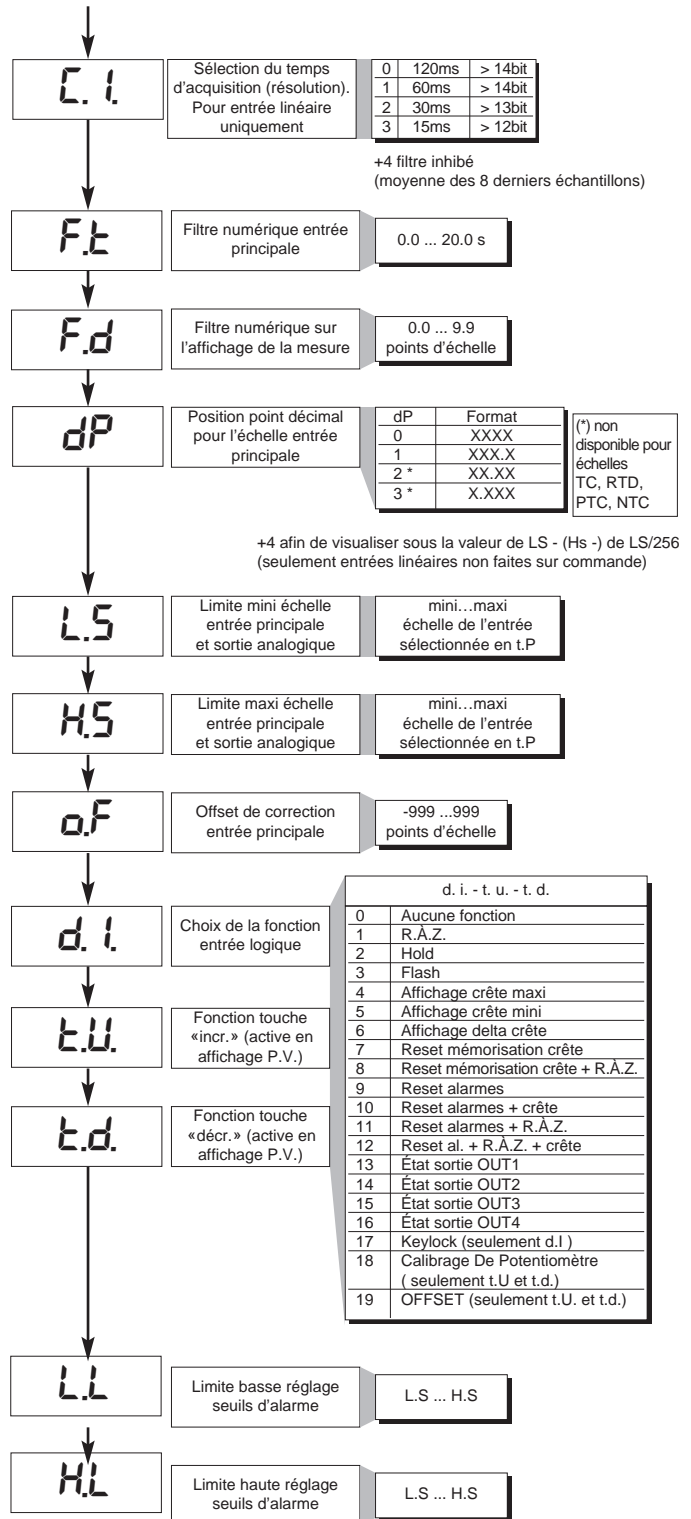 C. I.
Sélection du temps
d'acquisition (résolution).
Pour entrée linéaire
uniquement
0 120ms > 14bit
1 60ms > 14bit
2 30ms > 13bit
3 15ms > 12bit
+4 filtre inhibé
(moyenne des 8 derniers échantillons)
F.t
Filtre numérique entrée
principale
0.0 ... 20.0 s
F.d
Filtre numérique sur
l'affichage de la mesure
0.0 ... 9.9
points d'échelle
dP
Position point décimal
pour l'échelle entrée
principale
dP Format
0 XXXX
1 XXX.X
2 * XX.XX
3 * X.XXX
(*) non
disponible pour
échelles
TC, RTD,
PTC, NTC
+4 afin de visualiser sous la valeur de LS - (Hs -) de LS/256
(seulement entrées linéaires non faites sur commande)
L.S
Limite mini échelle
entrée principale
et sortie analogique
mini…maxi
échelle de l'entrée
sélectionnée en t.P
H.S
Limite maxi échelle
entrée principale
et sortie analogique
mini…maxi
échelle de l'entrée
sélectionnée en t.P
o.F
Offset de correction
entrée principale
-999 ...999
points d'échelle
d. I.
Choix de la fonction
entrée logique
t.U.
Fonction touche
«incr.» (active en
affichage P.V.)
t.d.
Fonction touche
«décr.» (active en
affichage P.V.)
d. i. - t. u. - t. d.
0 Aucune fonction
1 R.À.Z.
2 Hold
3 Flash
4 Affichage crête maxi
5 Affichage crête mini
6 Affichage delta crête
7 Reset mémorisation crête
8 Reset mémorisation crête + R.À.Z.
9 Reset alarmes
10 Reset alarmes + crête
11 Reset alarmes + R.À.Z.
12 Reset al. + R.À.Z. + crête
13 État sortie OUT1
14 État sortie OUT2
15 État sortie OUT3
16 État sortie OUT4
17 Keylock (seulement d.I )
18 Calibrage De Potentiomètre
( seulement t.U et t.d.)
19 OFFSET (seulement t.U. et t.d.)
L.L
Limite basse réglage
seuils d'alarme
L.S ... H.S
H.L
Limite haute réglage
seuils d'alarme
L.S ... H.S